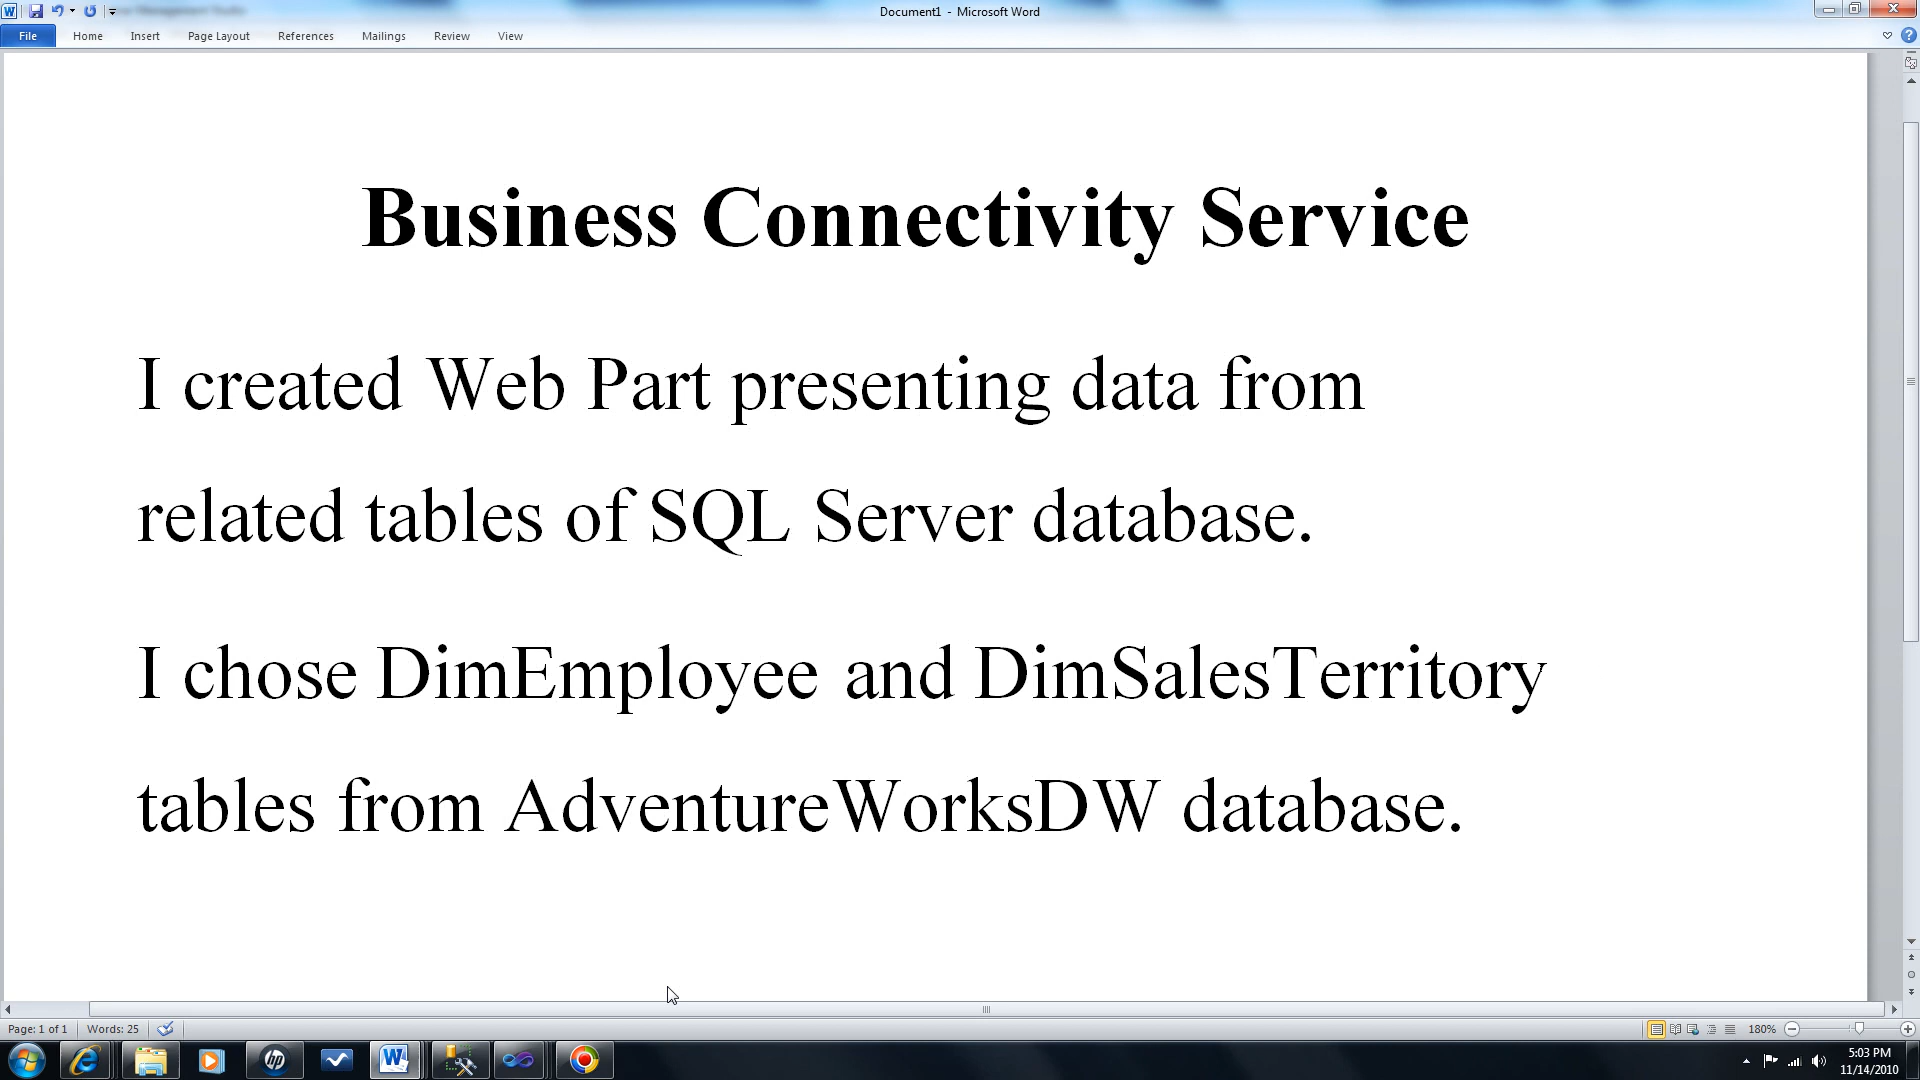 Document1 - Microsoft Word
File Home Insert Page Layout References Mailings Review View
Business Connectivity Service
I created Web Part presenting data from
related tables of SQL Server database.
I chose DimEmployee and DimSalesTerritory
tables from AdventureWorksDW database.
Page: 1 of 1 Words: 25 180%
5:03 PM
11/14/2010